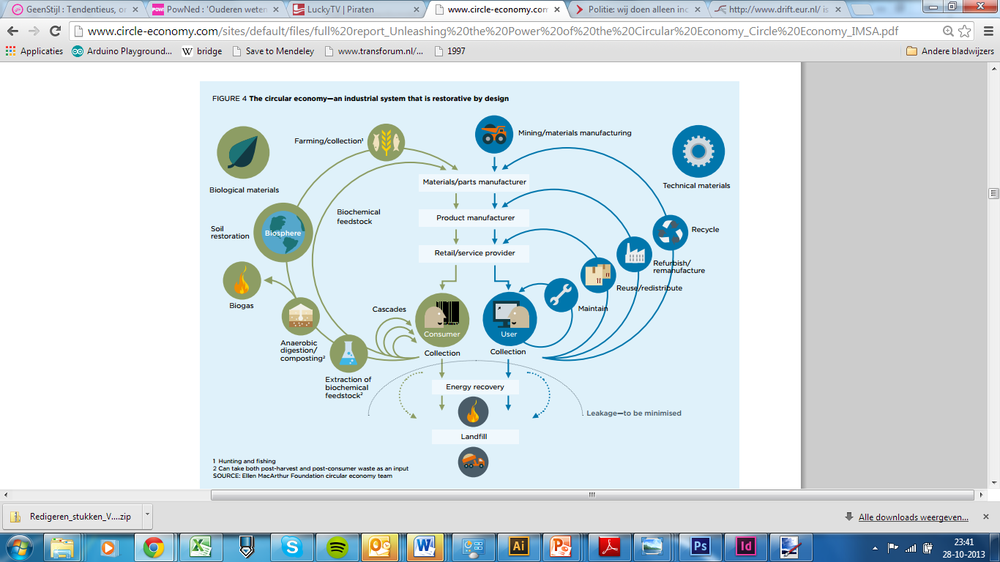 GeenStijl : Tendentieus, on
PowNed : 'Ouderen weten
LuckyTV | Piraten
www.circle-economy.com
Politie: wij doen alleen inc
http://www.drift.eur.nl/ is
www.circle-economy.com/sites/default/files/full%20report_Unleashing%20the%20Power%20of%20the%20Circular%20Economy_Circle%20Economy_IMSA.pdf
Applicaties
Arduino Playground...
W bridge
Save to Mendeley
www.transforum.nl/...
1997
Andere bladwijzers
FIGURE 4 The circular economy—an industrial system that is restorative by design
Farming/collection¹
Mining/materials manufacturing
Biological materials
Technical materials
Materials/parts manufacturer
Biochemical
feedstock
Product manufacturer
Soil
restoration
Biosphere
Recycle
Retail/service provider
Refurbish/
remanufacture
Reuse/redistribute
Biogas
Cascades
Maintain
Consumer
User
Collection
Collection
Anaerobic
digestion/
composting²
Extraction of
biochemical
feedstock²
Energy recovery
Leakage—to be minimised
Landfill
1 Hunting and fishing
2 Can take both post-harvest and post-consumer waste as an input
SOURCE: Ellen MacArthur Foundation circular economy team
Redigeren_stukken_V....zip
Alle downloads weergeven...
Ai
Ps
Id
23:41
28-10-2013